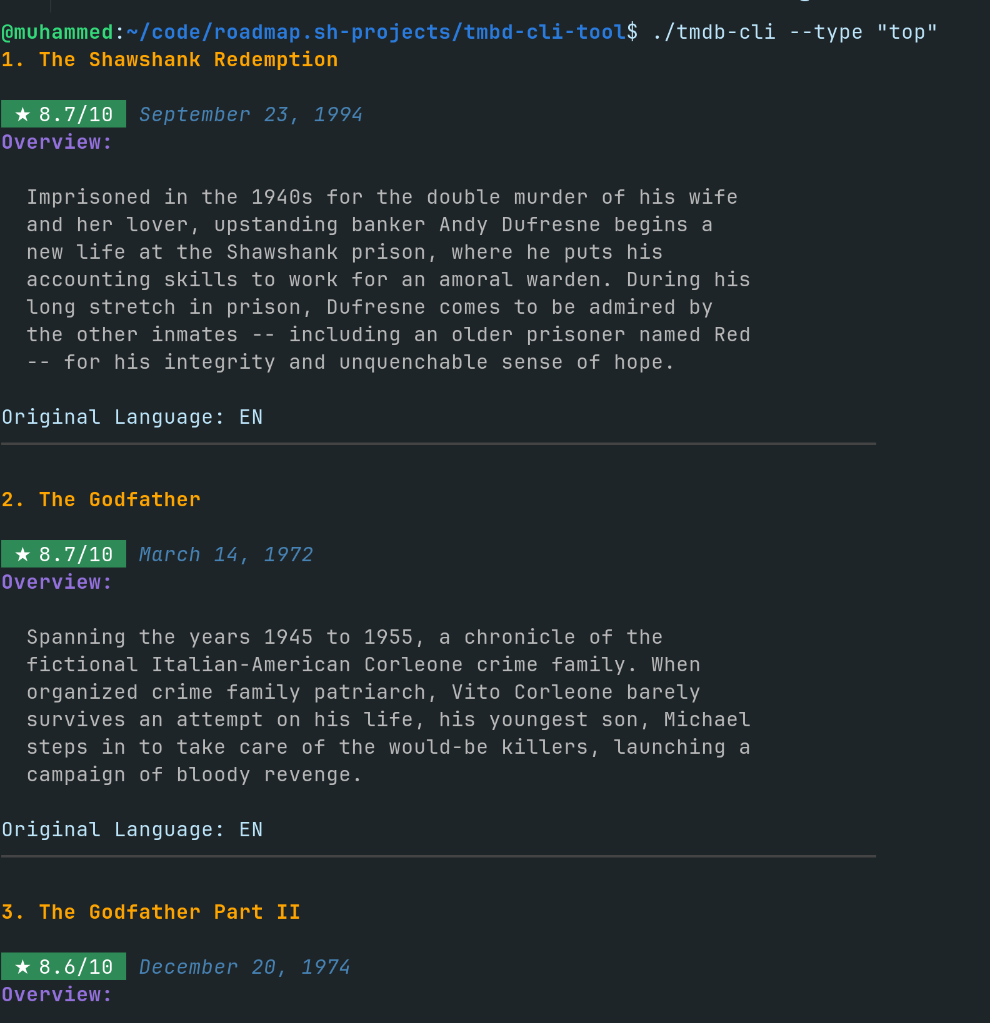 @muhammed:~/code/roadmap.sh-projects/tmbd-cli-tool$ ./tmdb-cli --type "top"
1. The Shawshank Redemption
★ 8.7/10 September 23, 1994
Overview:
Imprisoned in the 1940s for the double murder of his wife
and her lover, upstanding banker Andy Dufresne begins a
new life at the Shawshank prison, where he puts his
accounting skills to work for an amoral warden. During his
long stretch in prison, Dufresne comes to be admired by
the other inmates -- including an older prisoner named Red
-- for his integrity and unquenchable sense of hope.
Original Language: EN
2. The Godfather
★ 8.7/10 March 14, 1972
Overview:
Spanning the years 1945 to 1955, a chronicle of the
fictional Italian-American Corleone crime family. When
organized crime family patriarch, Vito Corleone barely
survives an attempt on his life, his youngest son, Michael
steps in to take care of the would-be killers, launching a
campaign of bloody revenge.
Original Language: EN
3. The Godfather Part II
★ 8.6/10 December 20, 1974
Overview: